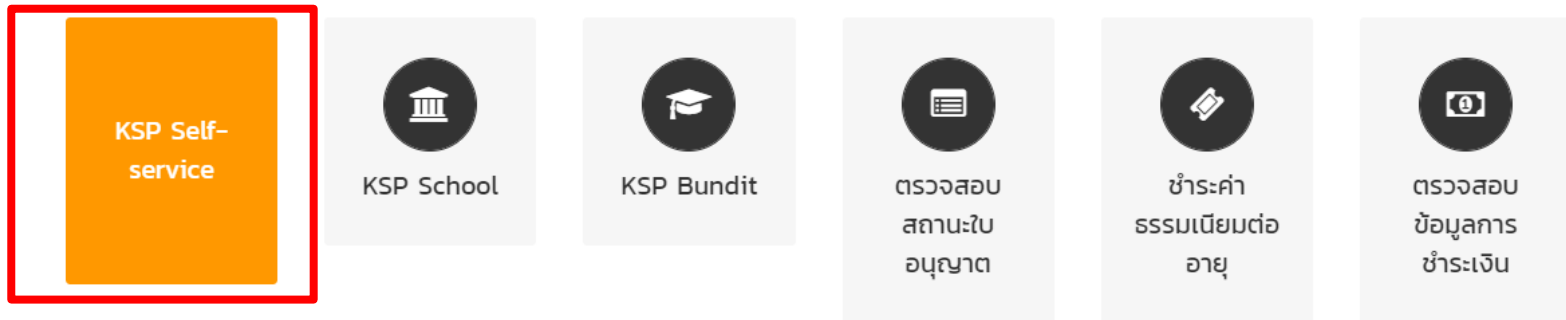 KSP Self-
service
KSP School
KSP Bundit
ตรวจสอบ
สถานะใบ
อนุญาต
ชำระค่า
ธรรมเนียมต่อ
อายุ
ตรวจสอบ
ข้อมูลการ
ชำระเงิน